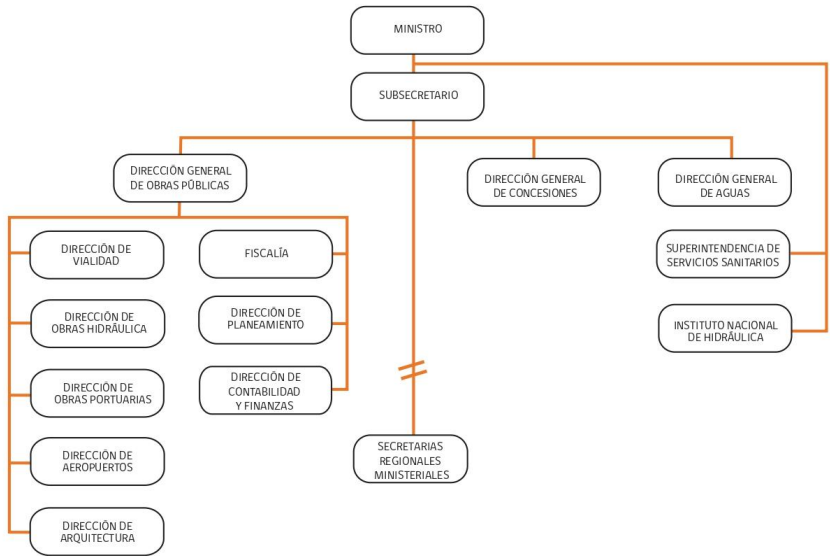 MINISTRO
SUBSECRETARIO
DIRECCIÓN GENERAL
DE OBRAS PÚBLICAS
DIRECCIÓN GENERAL
DE CONCESIONES
DIRECCIÓN GENERAL
DE AGUAS
DIRECCIÓN DE
VIALIDAD
FISCALÍA
SUPERINTENDENCIA DE
SERVICIOS SANITARIOS
DIRECCIÓN DE
OBRAS HIDRÁULICA
DIRECCIÓN DE
PLANEAMIENTO
INSTITUTO NACIONAL
DE HIDRÁULICA
DIRECCIÓN DE
OBRAS PORTUARIAS
DIRECCIÓN DE
CONTABILIDAD
Y FINANZAS
DIRECCIÓN DE
AEROPUERTOS
SECRETARIAS
REGIONALES
MINISTERIALES
DIRECCIÓN DE
ARQUITECTURA